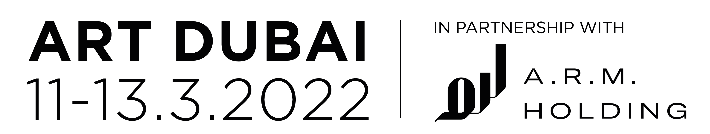 ART DUBAI
11-13.3.2022
IN PARTNERSHIP WITH
A.R.M.
HOLDING